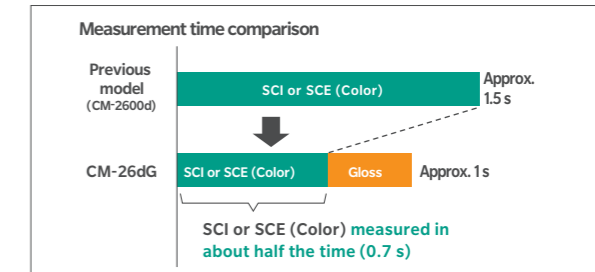 Measurement time comparison
Previous
model
(CM-2600d)
SCI or SCE (Color)
Approx.
1.5 s
CM-26dG
SCI or SCE (Color)
Gloss
Approx. 1 s
SCI or SCE (Color) measured in
about half the time (0.7 s)